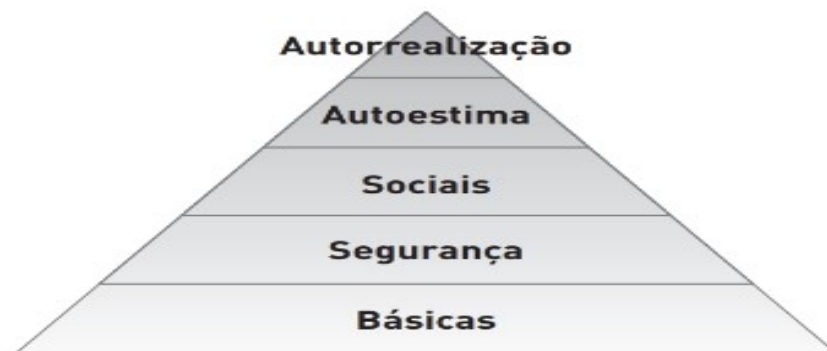 Autorrealização
Autoestima
Sociais
Segurança
Básicas